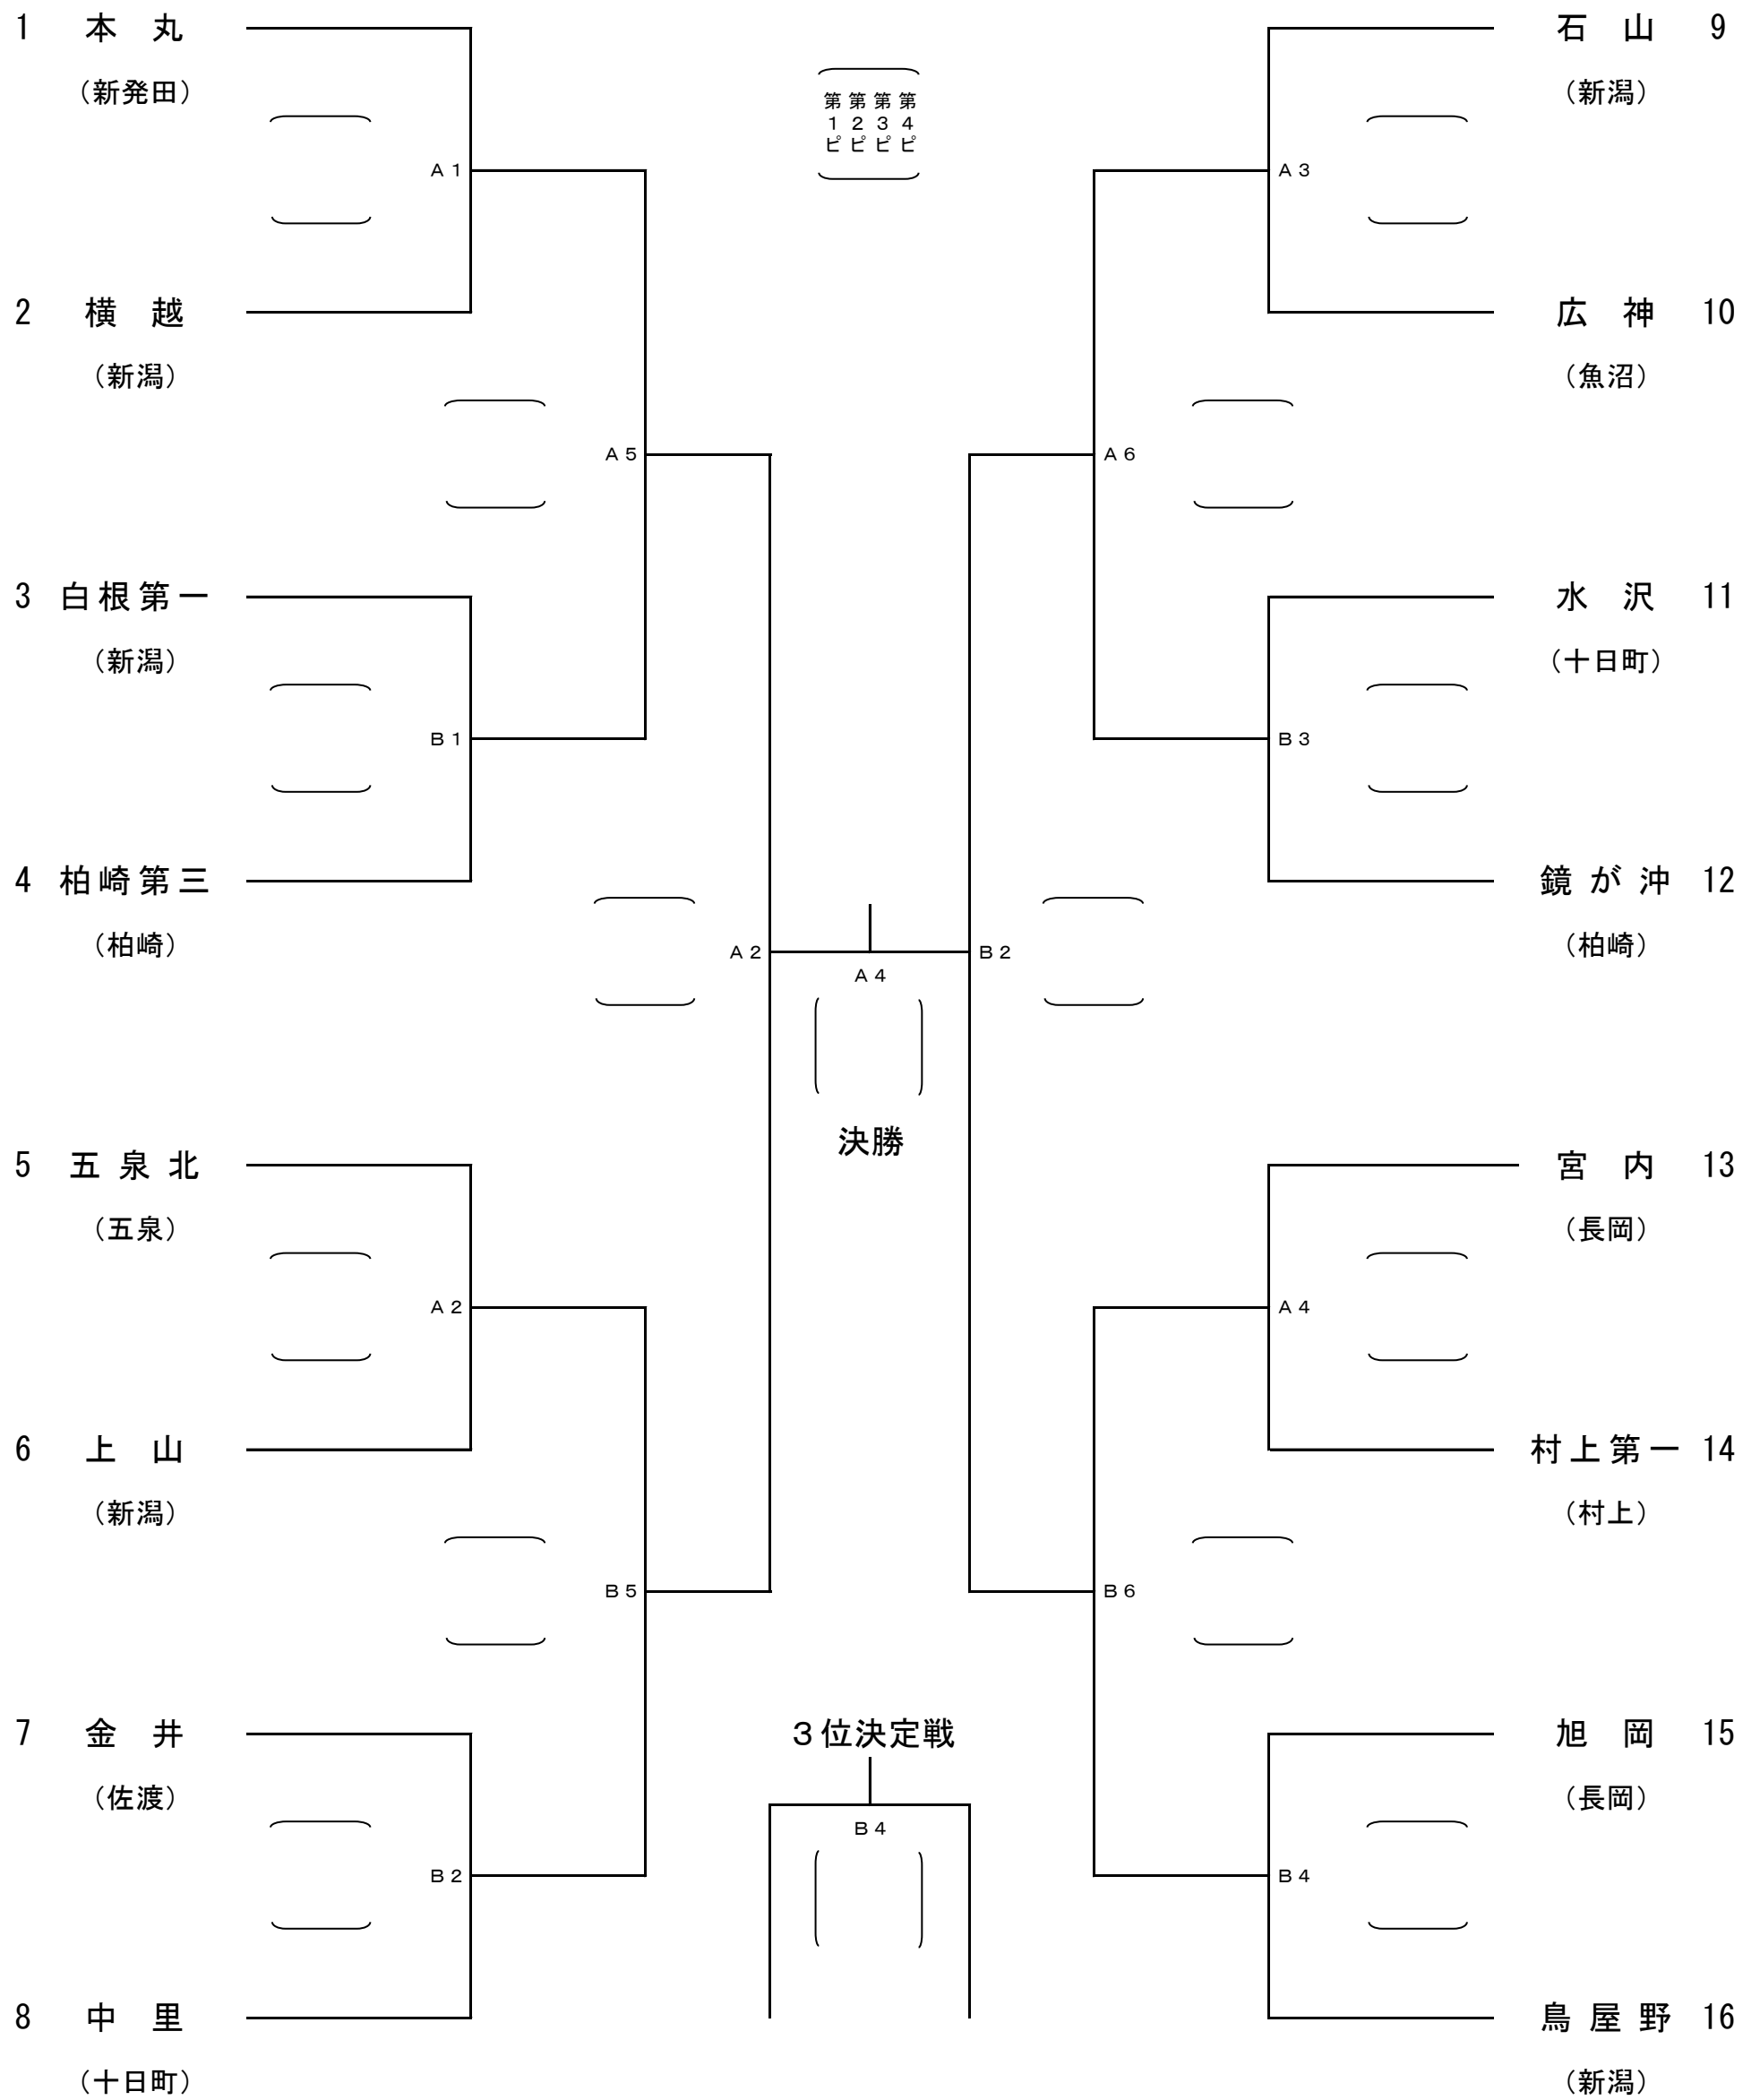 1 本丸
(新発田)
A1
2 横越
(新潟)
A5
3 白根第一
(新潟)
B1
4 柏崎第三
(柏崎)
A2
5 五泉北
(五泉)
A2
6 上山
(新潟)
B5
7 金井
(佐渡)
B2
8 中里
(十日町)
第1ピ
第2ピ
第3ピ
第4ピ
A4
決勝
3位決定戦
B4
石山 9
(新潟)
A3
広神 10
(魚沼)
A6
水沢 11
(十日町)
B3
鏡が沖 12
(柏崎)
B2
宮内 13
(長岡)
A4
村上第一 14
(村上)
B6
旭岡 15
(長岡)
B4
鳥屋野 16
(新潟)